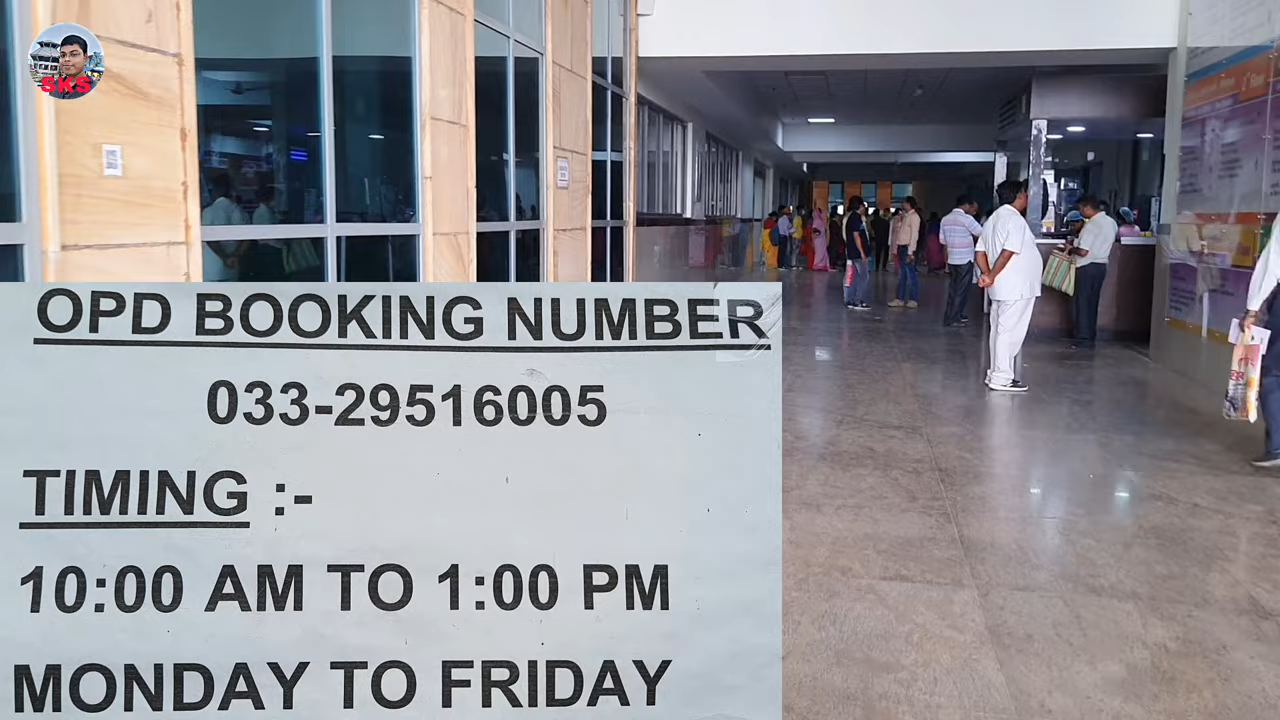 SKS
OPD BOOKING NUMBER
033-29516005
TIMING :-
10:00 AM TO 1:00 PM
MONDAY TO FRIDAY